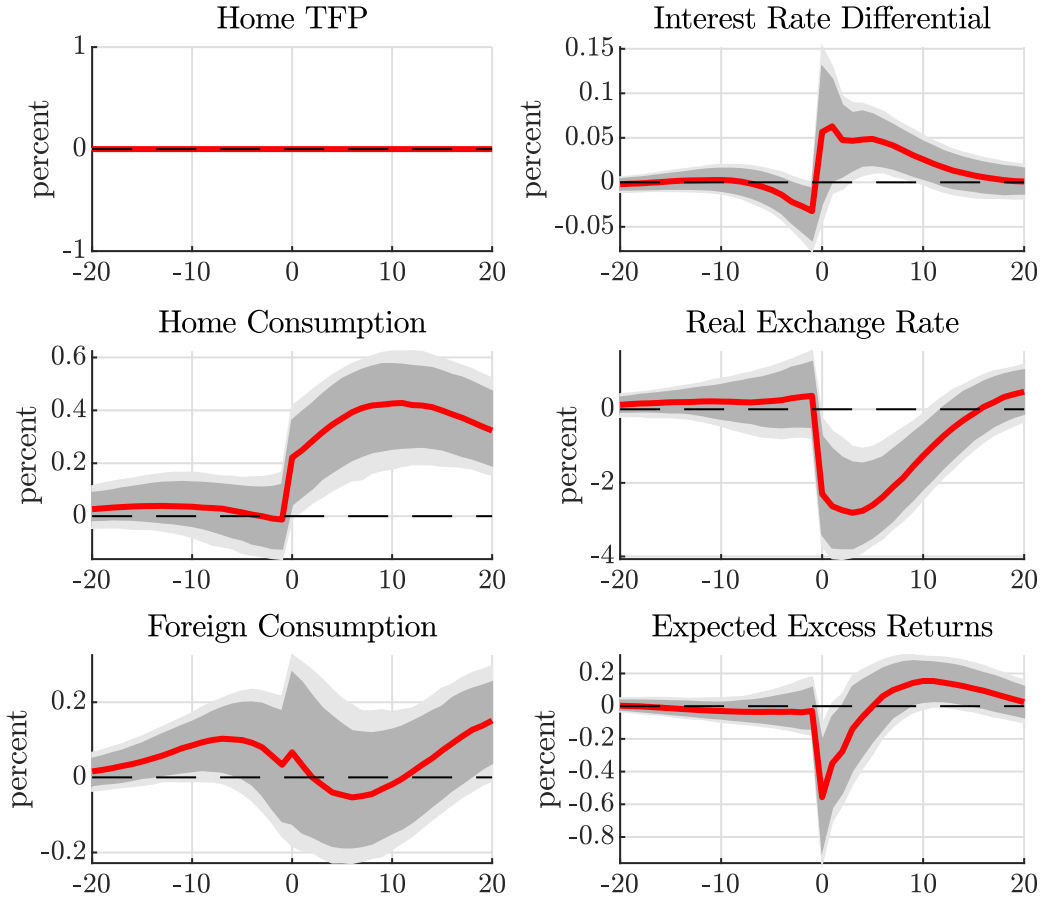 Home TFP
percent
1
0
-1
-20 -10 0 10 20
Interest Rate Differential
0.15
0.1
0.05
0
-0.05
-20 -10 0 10 20
Home Consumption
percent
0.6
0.4
0.2
0
-20 -10 0 10 20
Real Exchange Rate
percent
0
-2
-4
-20 -10 0 10 20
Foreign Consumption
percent
0.2
0
-0.2
-20 -10 0 10 20
Expected Excess Returns
percent
0.2
0
-0.2
-0.4
-0.6
-0.8
-20 -10 0 10 20
percent